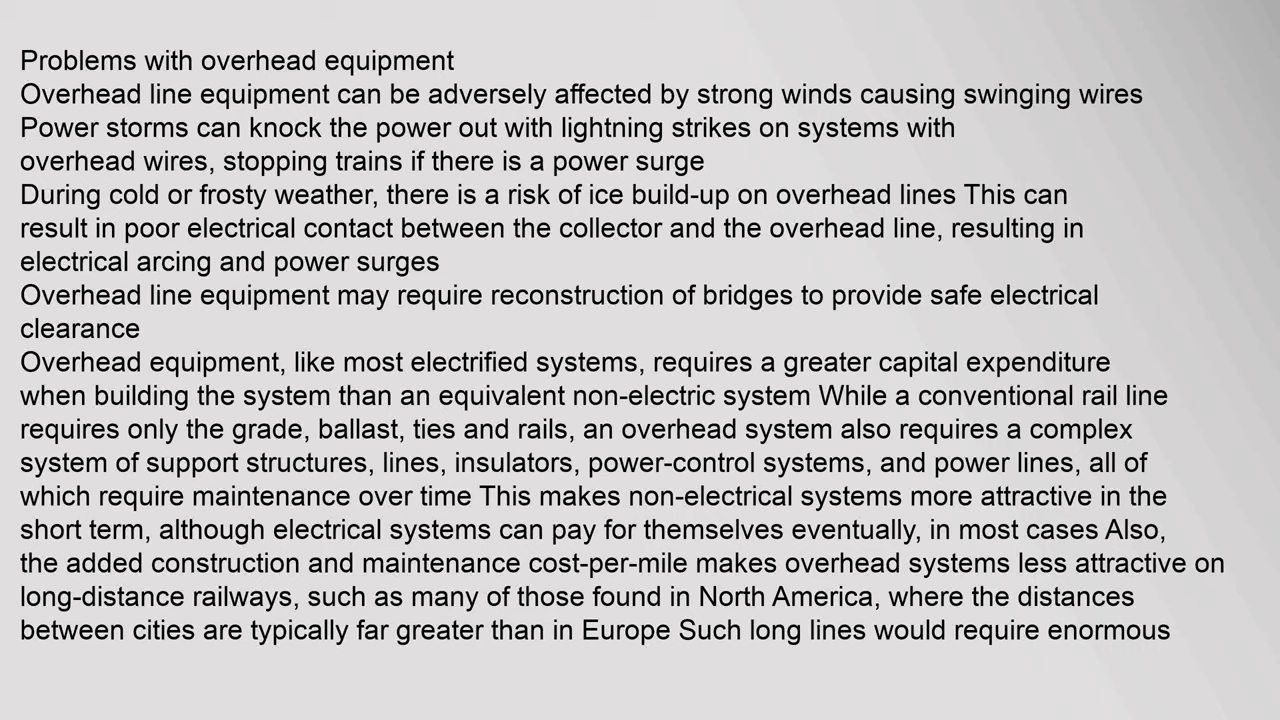 Problems with overhead equipment
Overhead line equipment can be adversely affected by strong winds causing swinging wires
Power storms can knock the power out with lightning strikes on systems with
overhead wires, stopping trains if there is a power surge
During cold or frosty weather, there is a risk of ice build-up on overhead lines This can
result in poor electrical contact between the collector and the overhead line, resulting in
electrical arcing and power surges
Overhead line equipment may require reconstruction of bridges to provide safe electrical
clearance
Overhead equipment, like most electrified systems, requires a greater capital expenditure
when building the system than an equivalent non-electric system While a conventional rail line
requires only the grade, ballast, ties and rails, an overhead system also requires a complex
system of support structures, lines, insulators, power-control systems, and power lines, all of
which require maintenance over time This makes non-electrical systems more attractive in the
short term, although electrical systems can pay for themselves eventually, in most cases Also,
the added construction and maintenance cost-per-mile makes overhead systems less attractive on
long-distance railways, such as many of those found in North America, where the distances
between cities are typically far greater than in Europe Such long lines would require enormous